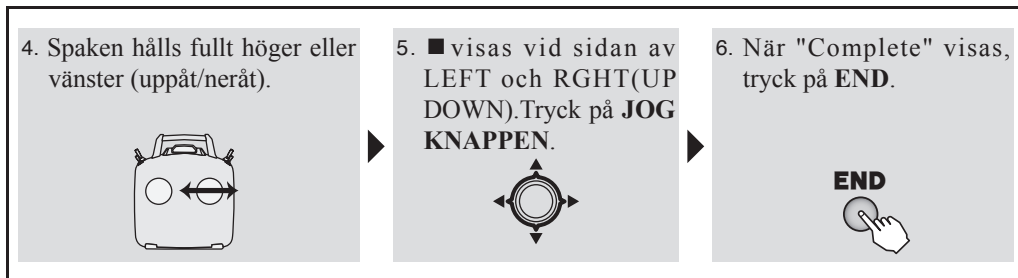 4. Spaken hålls fullt höger eller
vänster (uppåt/neråt).
5. ■ visas vid sidan av
LEFT och RGHT(UP
DOWN).Tryck på JOG
KNAPPEN.
6. När "Complete" visas,
tryck på END.
END